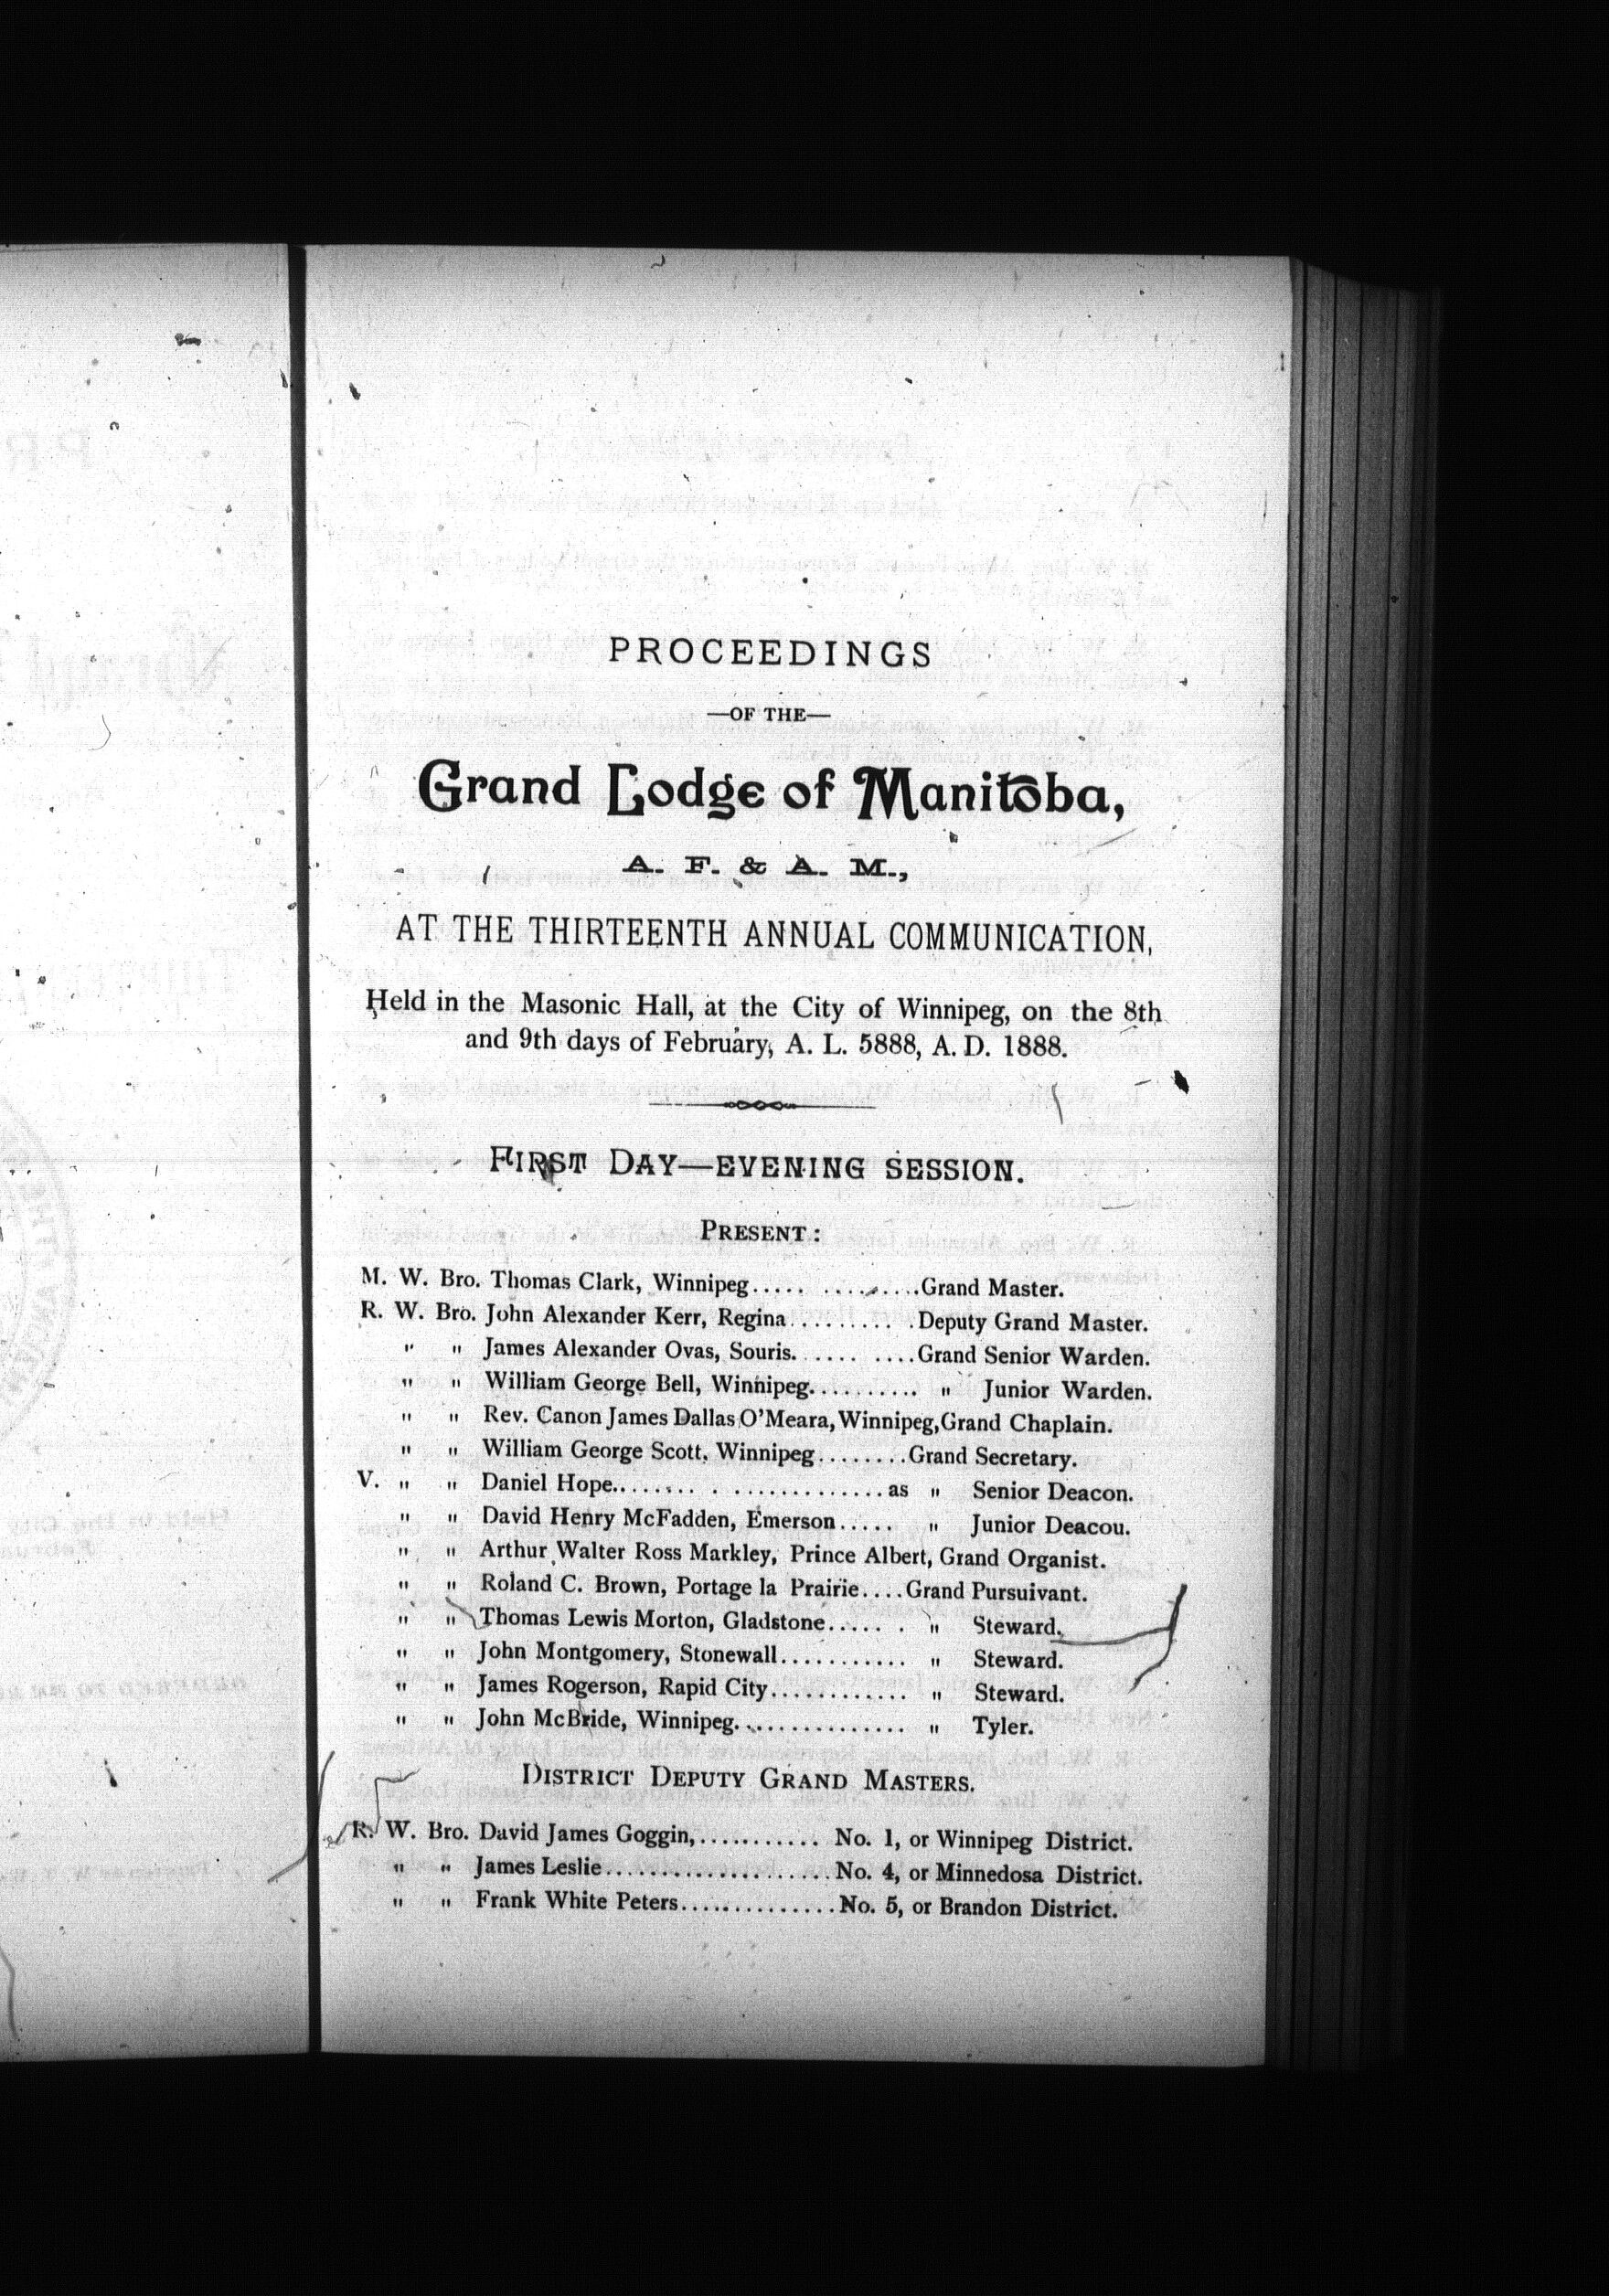 PROCEEDINGS
—OF THE—
Grand Lodge of Manitoba,
A. F. & A. M.,
AT THE THIRTEENTH ANNUAL COMMUNICATION,
Held in the Masonic Hall, at the City of Winnipeg, on the 8th
and 9th days of February, A. L. 5888, A. D. 1888.
FIRST DAY—EVENING SESSION.
PRESENT:
M. W. Bro. Thomas Clark, Winnipeg..... .........Grand Master.
R. W. Bro. John Alexander Kerr, Regina......... .Deputy Grand Master.
" " James Alexander Ovas, Souris...... ....Grand Senior Warden.
" " William George Bell, Winnipeg.......... " Junior Warden.
" " Rev. Canon James Dallas O'Meara, Winnipeg, Grand Chaplain.
" " William George Scott, Winnipeg........Grand Secretary.
V. " " Daniel Hope........ . ..............as " Senior Deacon.
" " David Henry McFadden, Emerson..... " Junior Deacou.
" " Arthur Walter Ross Markley, Prince Albert, Grand Organist.
" " Roland C. Brown, Portage la Prairie....Grand Pursuivant.
" " Thomas Lewis Morton, Gladstone..... . " Steward.
" " John Montgomery, Stonewall........... " Steward.
" " James Rogerson, Rapid City............ " Steward.
" " John McBride, Winnipeg............... " Tyler.
DISTRICT DEPUTY GRAND MASTERS.
R. W. Bro. David James Goggin,........... No. 1, or Winnipeg District.
" " James Leslie....................No. 4, or Minnedosa District.
" " Frank White Peters..............No. 5, or Brandon District.